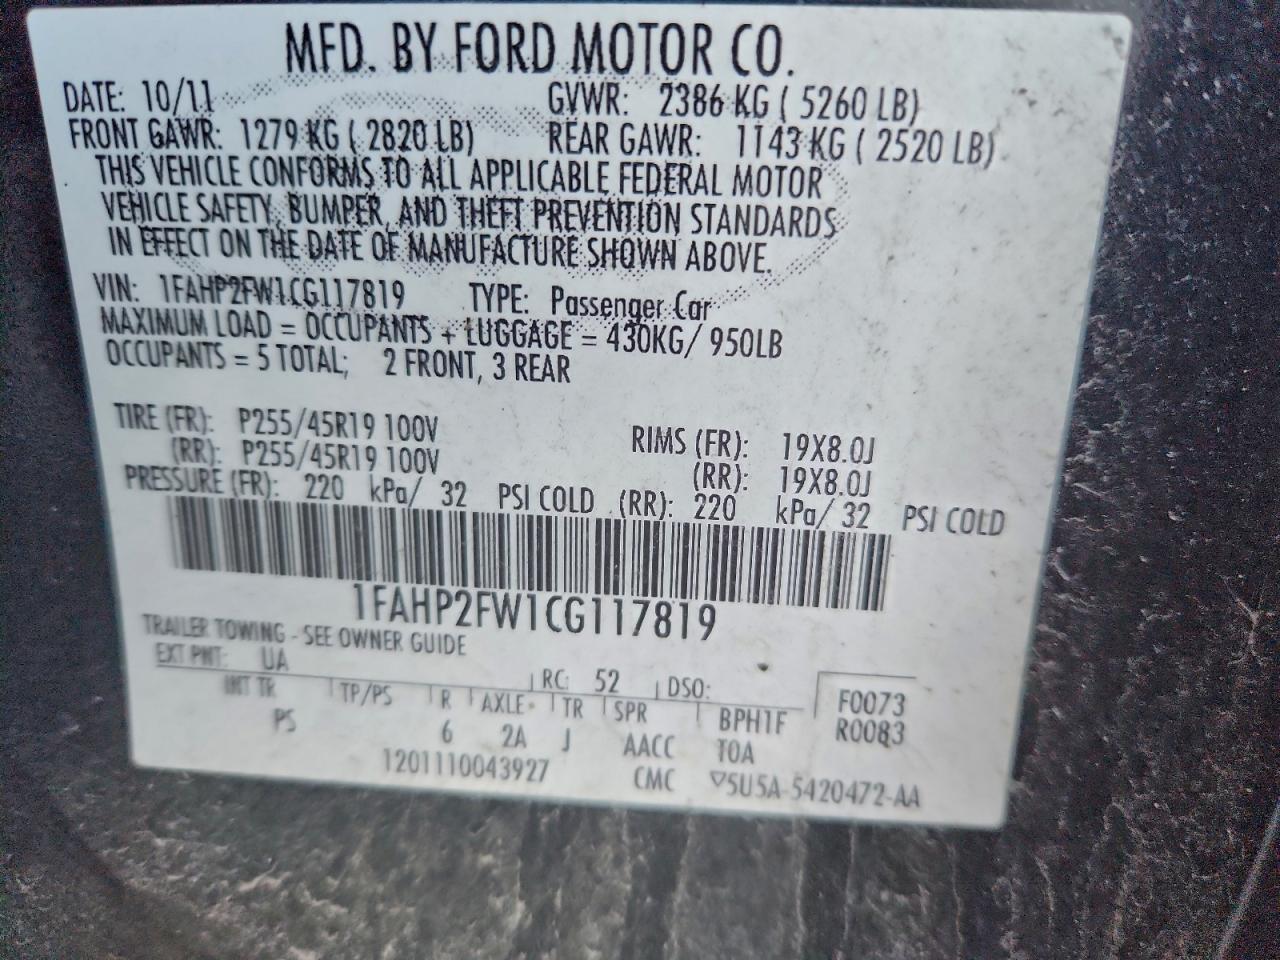 MFD. BY FORD MOTOR CO.
DATE: 10/11 GVWR: 2386 KG ( 5260 LB)
FRONT GAWR: 1279 KG ( 2820 LB) REAR GAWR: 1143 KG ( 2520 LB)
THIS VEHICLE CONFORMS TO ALL APPLICABLE FEDERAL MOTOR
VEHICLE SAFETY, BUMPER, AND THEFT PREVENTION STANDARDS
IN EFFECT ON THE DATE OF MANUFACTURE SHOWN ABOVE.
VIN: 1FAHP2FW1CG117819 TYPE: Passenger Car
MAXIMUM LOAD = OCCUPANTS + LUGGAGE = 430KG/ 950LB
OCCUPANTS = 5 TOTAL; 2 FRONT, 3 REAR
TIRE (FR): P255/45R19 100V RIMS (FR): 19X8.0J
(RR): P255/45R19 100V (RR): 19X8.0J
PRESSURE (FR): 220 kPa/ 32 PSI COLD (RR): 220 kPa/ 32 PSI COLD
1FAHP2FW1CG117819
TRAILER TOWING - SEE OWNER GUIDE
EXT PNT: UA RC: 52 DSO: F0073
INT TR TP/PS R AXLE TR SPR BPH1F R0083
PS 6 2A J AACC TOA
1201110043927 CMC ▽5U5A-5420472-AA